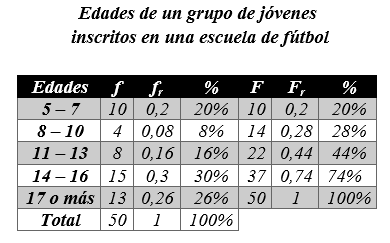 Edades de un grupo de jóvenes
inscritos en una escuela de fútbol
Edades f fr % F Fr %
5 – 7 10 0,2 20% 10 0,2 20%
8 – 10 4 0,08 8% 14 0,28 28%
11 – 13 8 0,16 16% 22 0,44 44%
14 – 16 15 0,3 30% 37 0,74 74%
17 o más 13 0,26 26% 50 1 100%
Total 50 1 100%